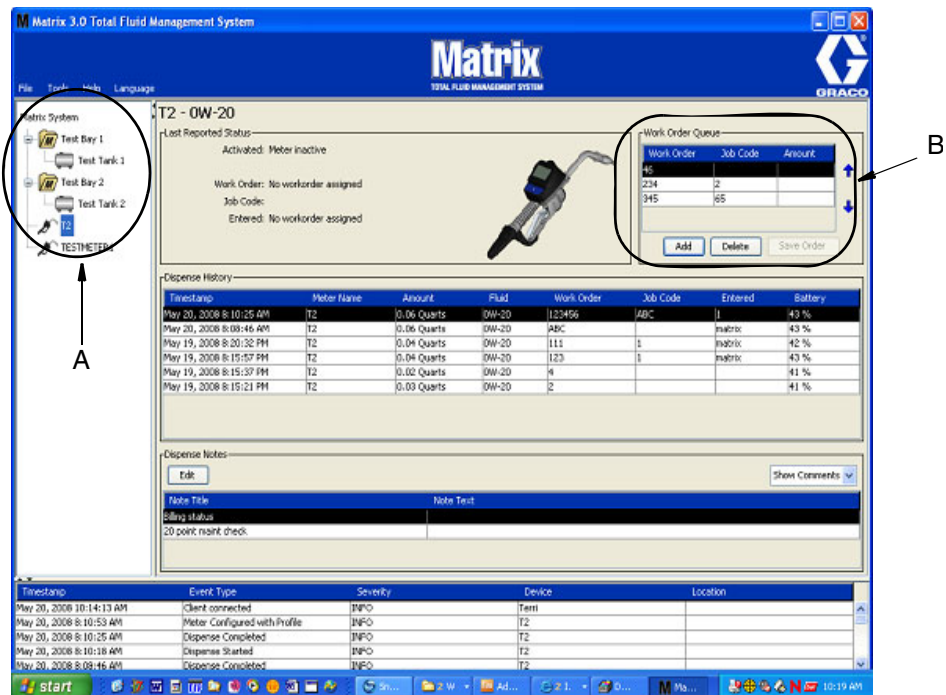 Matrix 3.0 Total Fluid Management System
Matrix
TOTAL FLUID MANAGEMENT SYSTEM
GRACO
File Tools Help Language
Matrix System
Test Bay 1
Test Tank 1
Test Bay 2
Test Tank 2
T2
TESTMETER1
A
T2 - 0W-20
Last Reported Status
Activated: Meter inactive
Work Order: No workorder assigned
Job Code:
Entered: No workorder assigned
Work Order Queue
Work Order Job Code Amount
45
234 2
345 65
Add Delete Save Order
B
Dispense History
Timestamp Meter Name Amount Fluid Work Order Job Code Entered Battery
May 20, 2008 8:10:25 AM T2 0.06 Quarts 0W-20 123456 ABC 1 43 %
May 20, 2008 8:08:46 AM T2 0.06 Quarts 0W-20 ABC matrix 43 %
May 19, 2008 8:20:32 PM T2 0.04 Quarts 0W-20 111 1 matrix 42 %
May 19, 2008 8:15:57 PM T2 0.04 Quarts 0W-20 123 1 matrix 43 %
May 19, 2008 8:15:37 PM T2 0.02 Quarts 0W-20 4 41 %
May 19, 2008 8:15:21 PM T2 0.03 Quarts 0W-20 2 41 %
Dispense Notes
Edit Show Comments
Note Title Note Text
Billing status
20 point maint check
Timestamp Event Type Severity Device Location
May 20, 2008 10:14:13 AM Client connected INFO Terri
May 20, 2008 8:10:53 AM Meter Configured with Profile INFO T2
May 20, 2008 8:10:25 AM Dispense Completed INFO T2
May 20, 2008 8:10:18 AM Dispense Started INFO T2
May 20, 2008 8:08:46 AM Dispense Completed INFO T2
start Sn... 2 W Ad... 2 I. D... Ma... 10:19 AM